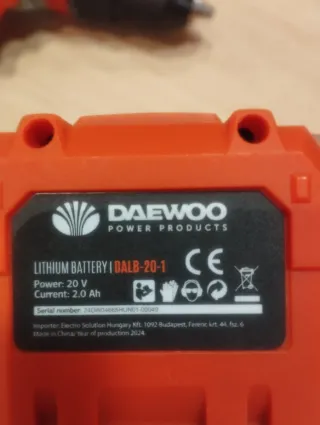 DAEWOO
POWER PRODUCTS
LITHIUM BATTERY | DALB-20-1
Power: 20 V
Current: 2.0 Ah
CE
Serial number:
Importer: Electro Solution Hungary Kft. 1092 Budapest, Ferenc krt. 44. fsz. 6
Made in China: Year of production 2024.